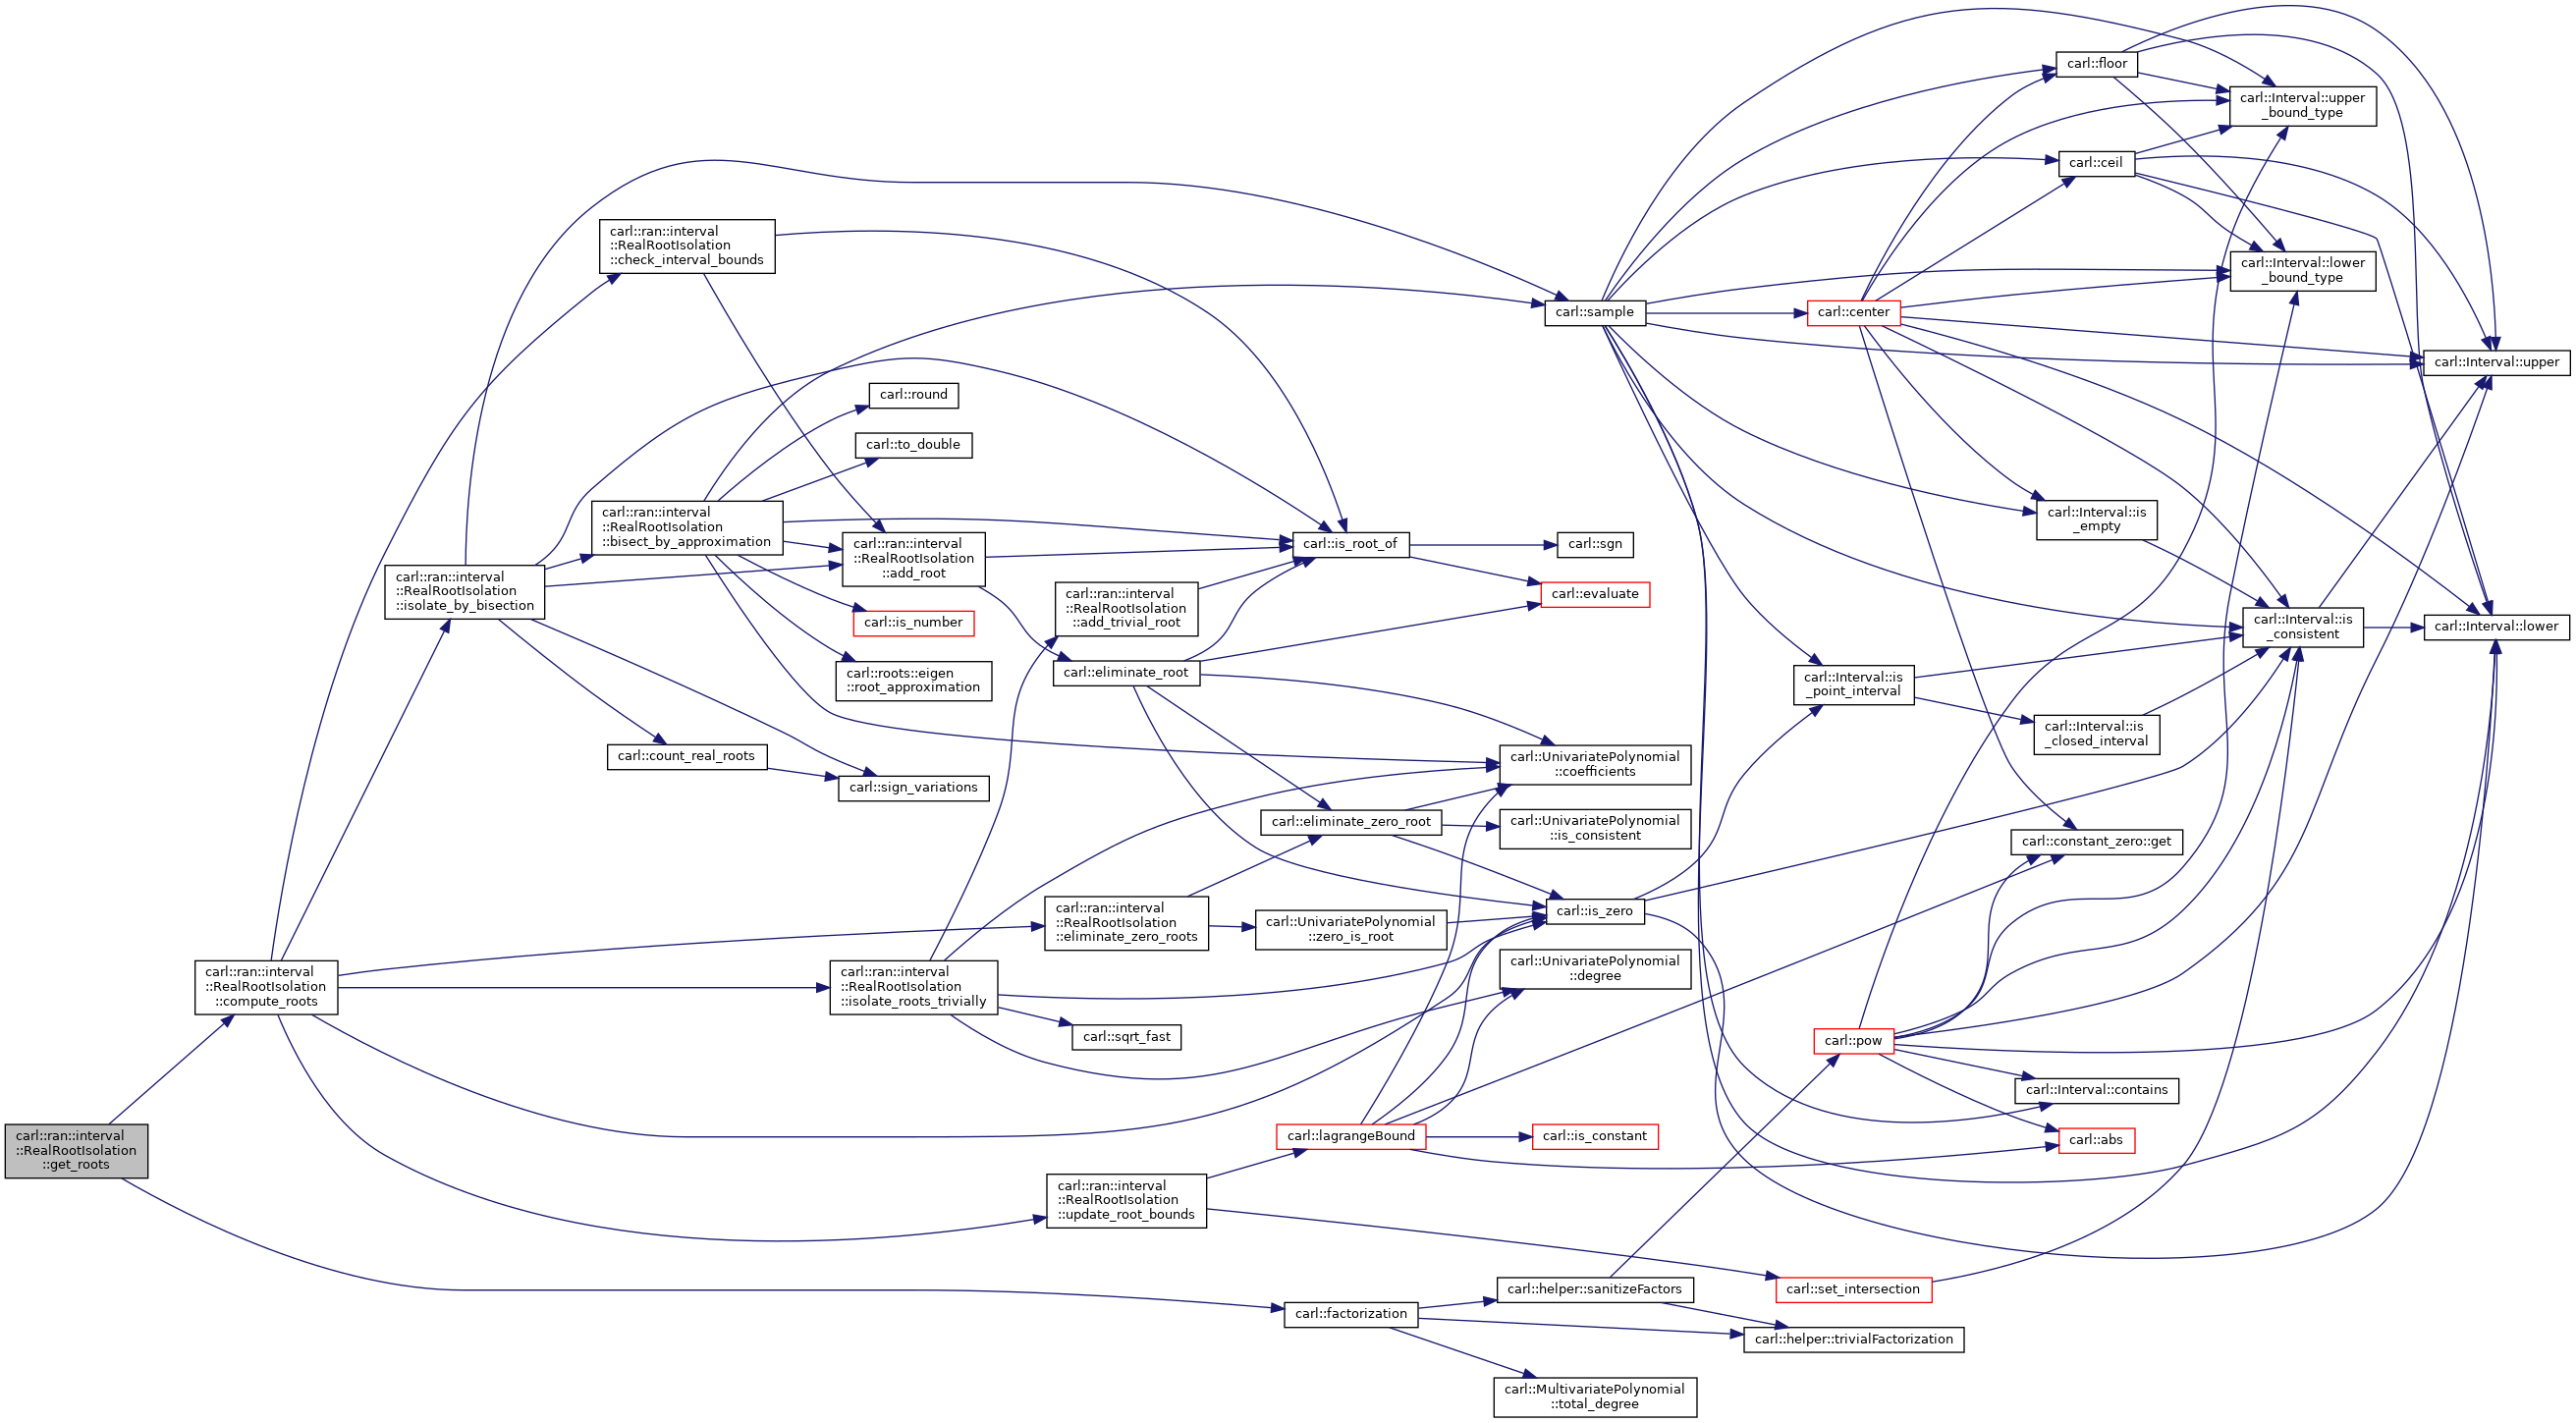 carl::ran::interval
::RealRootIsolation
::get_roots
carl::ran::interval
::RealRootIsolation
::compute_roots
carl::factorization
carl::ran::interval
::RealRootIsolation
::check_interval_bounds
carl::ran::interval
::RealRootIsolation
::isolate_by_bisection
carl::ran::interval
::RealRootIsolation
::bisect_by_approximation
carl::count_real_roots
carl::round
carl::to_double
carl::ran::interval
::RealRootIsolation
::add_root
carl::is_number
carl::roots::eigen
::root_approximation
carl::sign_variations
carl::ran::interval
::RealRootIsolation
::isolate_roots_trivially
carl::ran::interval
::RealRootIsolation
::add_trivial_root
carl::eliminate_root
carl::ran::interval
::RealRootIsolation
::eliminate_zero_roots
carl::sqrt_fast
carl::ran::interval
::RealRootIsolation
::update_root_bounds
carl::is_root_of
carl::eliminate_zero_root
carl::UnivariatePolynomial
::zero_is_root
carl::lagrangeBound
carl::sample
carl::sgn
carl::evaluate
carl::UnivariatePolynomial
::coefficients
carl::UnivariatePolynomial
::is_consistent
carl::is_zero
carl::UnivariatePolynomial
::degree
carl::is_constant
carl::helper::sanitizeFactors
carl::MultivariatePolynomial
::total_degree
carl::center
carl::Interval::is
_point_interval
carl::pow
carl::set_intersection
carl::helper::trivialFactorization
carl::floor
carl::ceil
carl::Interval::is
_empty
carl::Interval::is
_closed_interval
carl::constant_zero::get
carl::Interval::contains
carl::abs
carl::Interval::upper
_bound_type
carl::Interval::lower
_bound_type
carl::Interval::is
_consistent
carl::Interval::upper
carl::Interval::lower